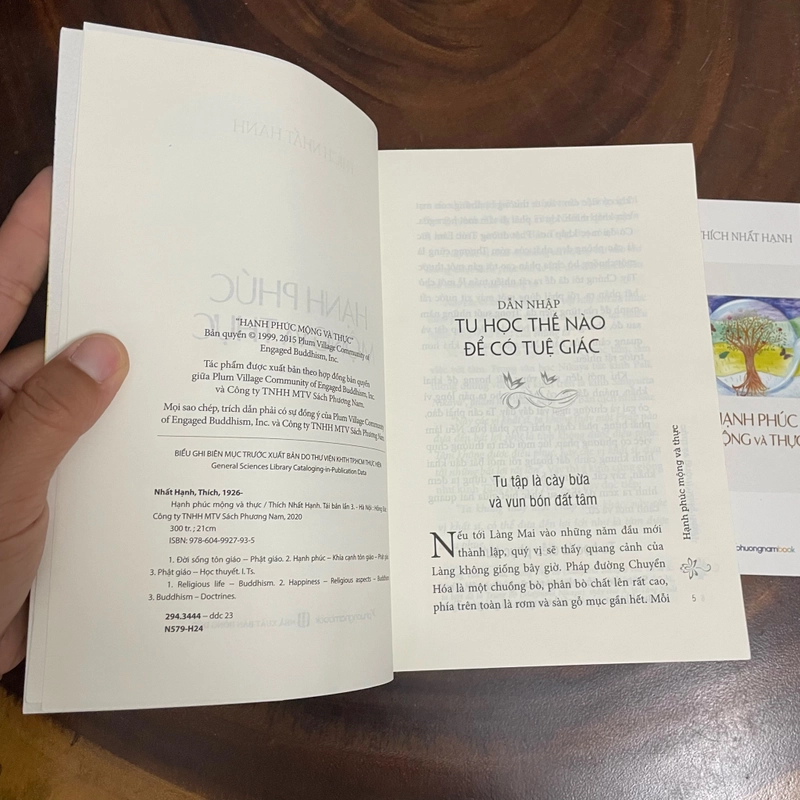 "HẠNH PHÚC MỘNG VÀ THỰC"
Bản quyền © 1999, 2015 Plum Village Community of
Engaged Buddhism, Inc.
Tác phẩm được xuất bản theo hợp đồng bản quyền
giữa Plum Village Community of Engaged Buddhism, Inc.
và Công ty TNHH MTV Sách Phương Nam.
Mọi sao chép, trích dẫn phải có sự đồng ý của Plum Village Community
of Engaged Buddhism, Inc. và Công ty TNHH MTV Sách Phương Nam.
BIỂU GHI BIÊN MỤC TRƯỚC XUẤT BẢN DO THƯ VIỆN KHTH TP.HCM THỰC HIỆN
General Sciences Library Cataloging-in-Publication Data
Nhất Hạnh, Thích, 1926-
Hạnh phúc mộng và thực / Thích Nhất Hạnh. Tái bản lần 3. - Hà Nội : Hồng
Công ty TNHH MTV Sách Phương Nam, 2020
300 tr. ; 21cm
ISBN: 978-604-9927-93-5
1. Đời sống tôn giáo – Phật giáo. 2. Hạnh phúc – Khía cạnh tôn giáo – Phật
3. Phật giáo – Học thuyết. I. Ts.
1. Religious life – Buddhism. 2. Happiness – Religious aspects –
3. Buddhism – Doctrines.
294.3444 – ddc 23
N579-H24
DẪN NHẬP
TU HỌC THẾ NÀO
ĐỂ CÓ TUỆ GIÁC
Tu tập là cày bừa
và vun bón đất tâm
Nếu tới Làng Mai vào những năm đầu mới
thành lập, quý vị sẽ thấy quang cảnh của
Làng không giống bây giờ. Pháp đường Chuyển
Hóa là một chuồng bò, phân bò chất lên rất cao,
phía trên toàn là rơm và sàn gỗ mục gần hết. Mỗi
Hạnh phúc mộng và thực
5
THÍCH NHẤT HẠNH
HẠNH PHÚC
MỘNG VÀ THỰC
phuongnambook